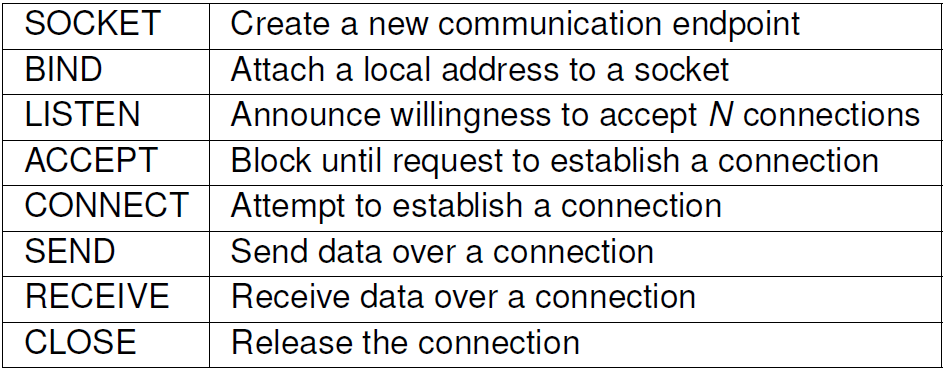 SOCKET Create a new communication endpoint
BIND Attach a local address to a socket
LISTEN Announce willingness to accept N connections
ACCEPT Block until request to establish a connection
CONNECT Attempt to establish a connection
SEND Send data over a connection
RECEIVE Receive data over a connection
CLOSE Release the connection